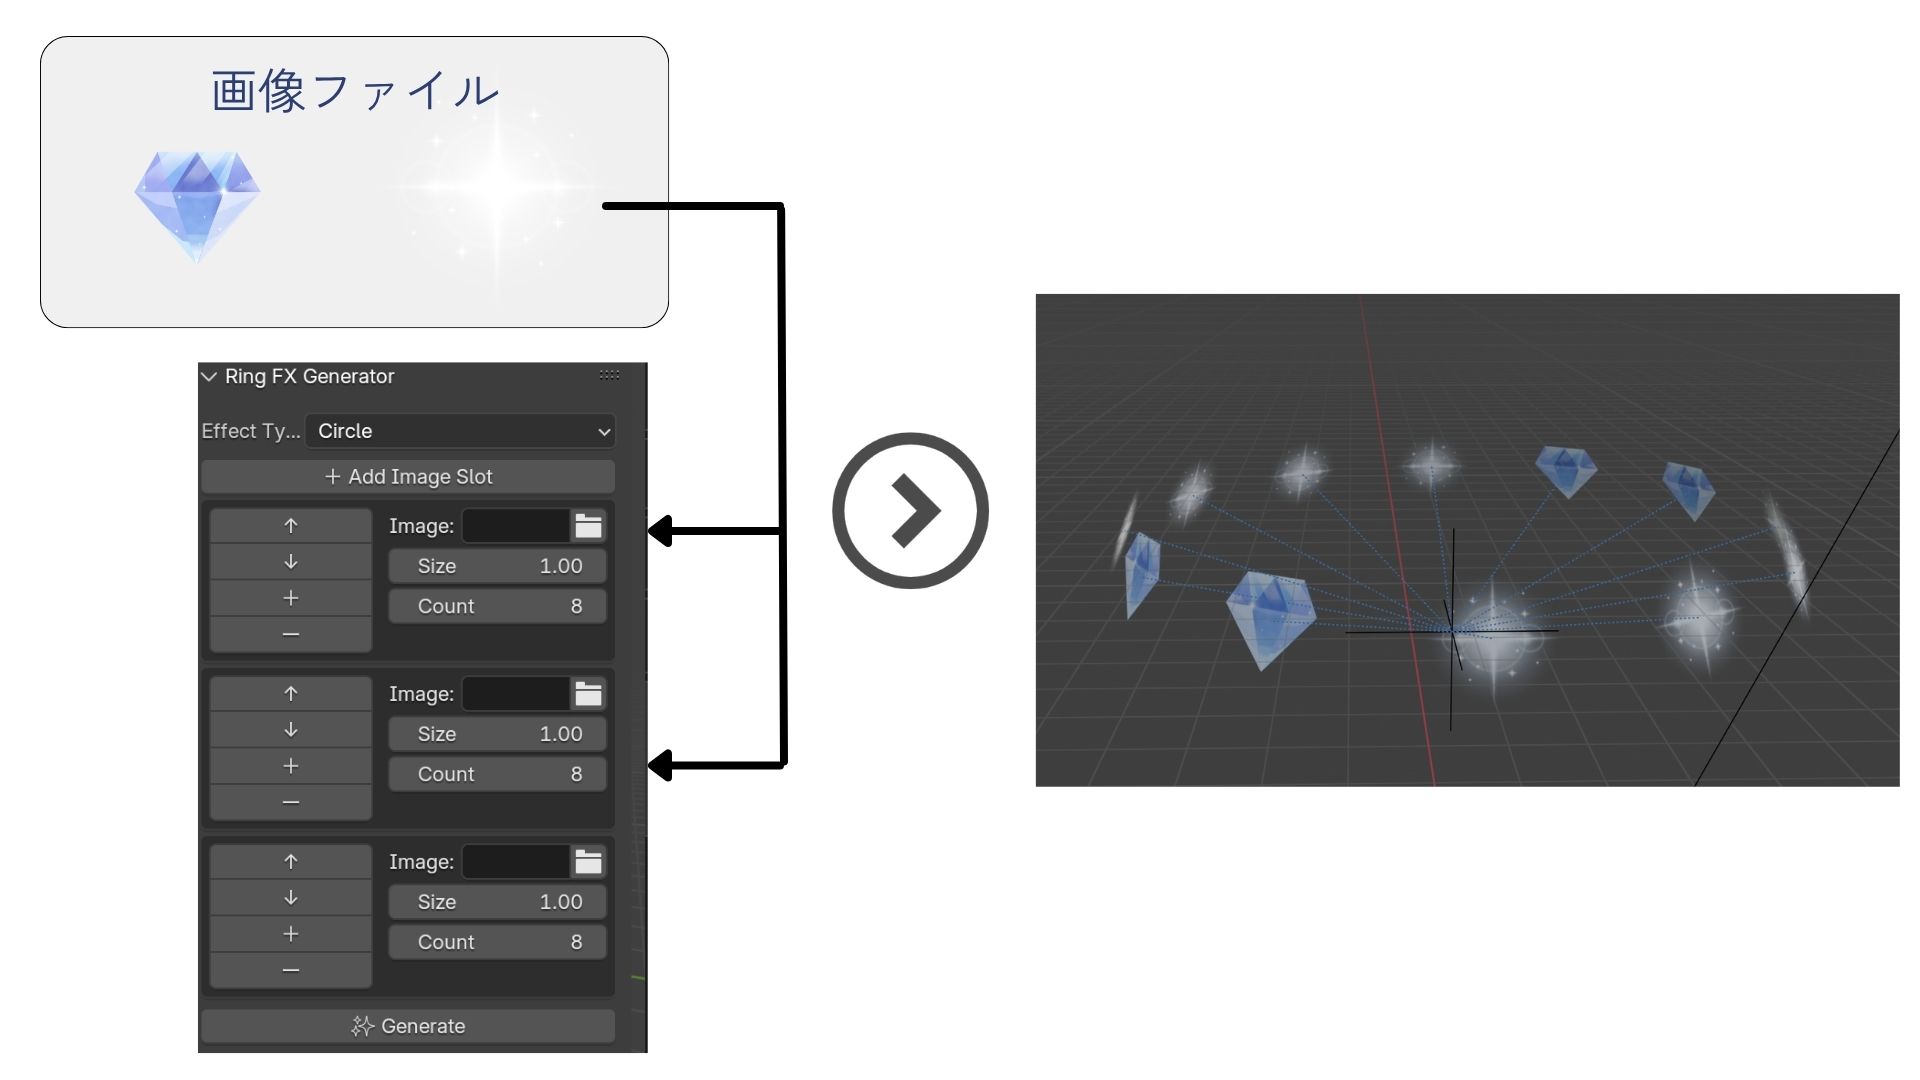 画像ファイル
Ring FX Generator
Effect Ty... Circle
+ Add Image Slot
Image:
Size 1.00
Count 8
Image:
Size 1.00
Count 8
Image:
Size 1.00
Count 8
Generate